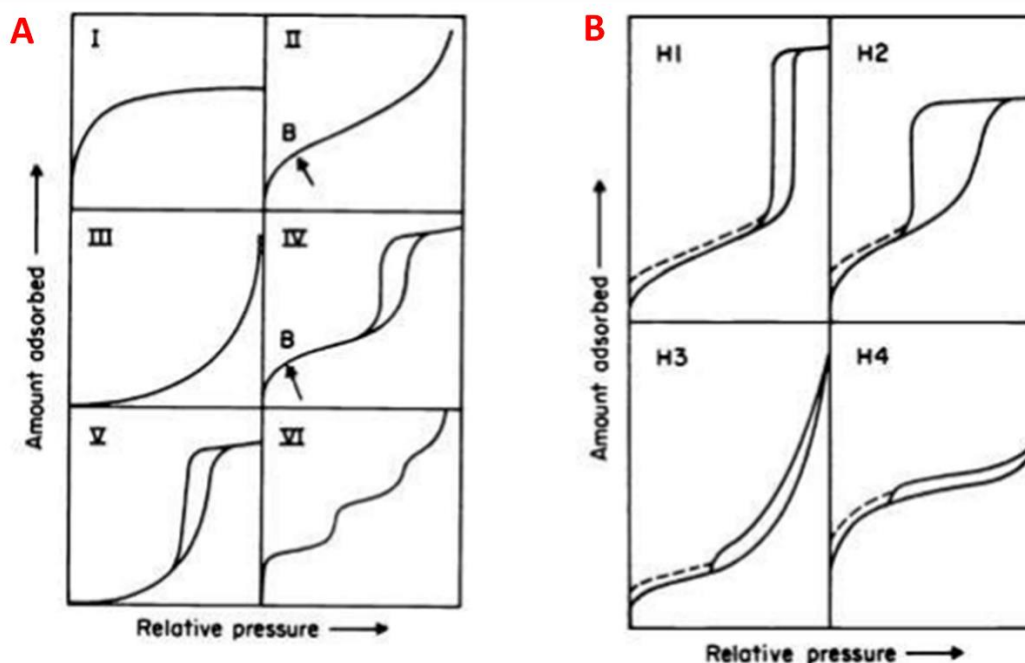 A
I
II
B
III
IV
B
V
VI
Amount adsorbed
Relative pressure
B
H1
H2
H3
H4
Amount adsorbed
Relative pressure